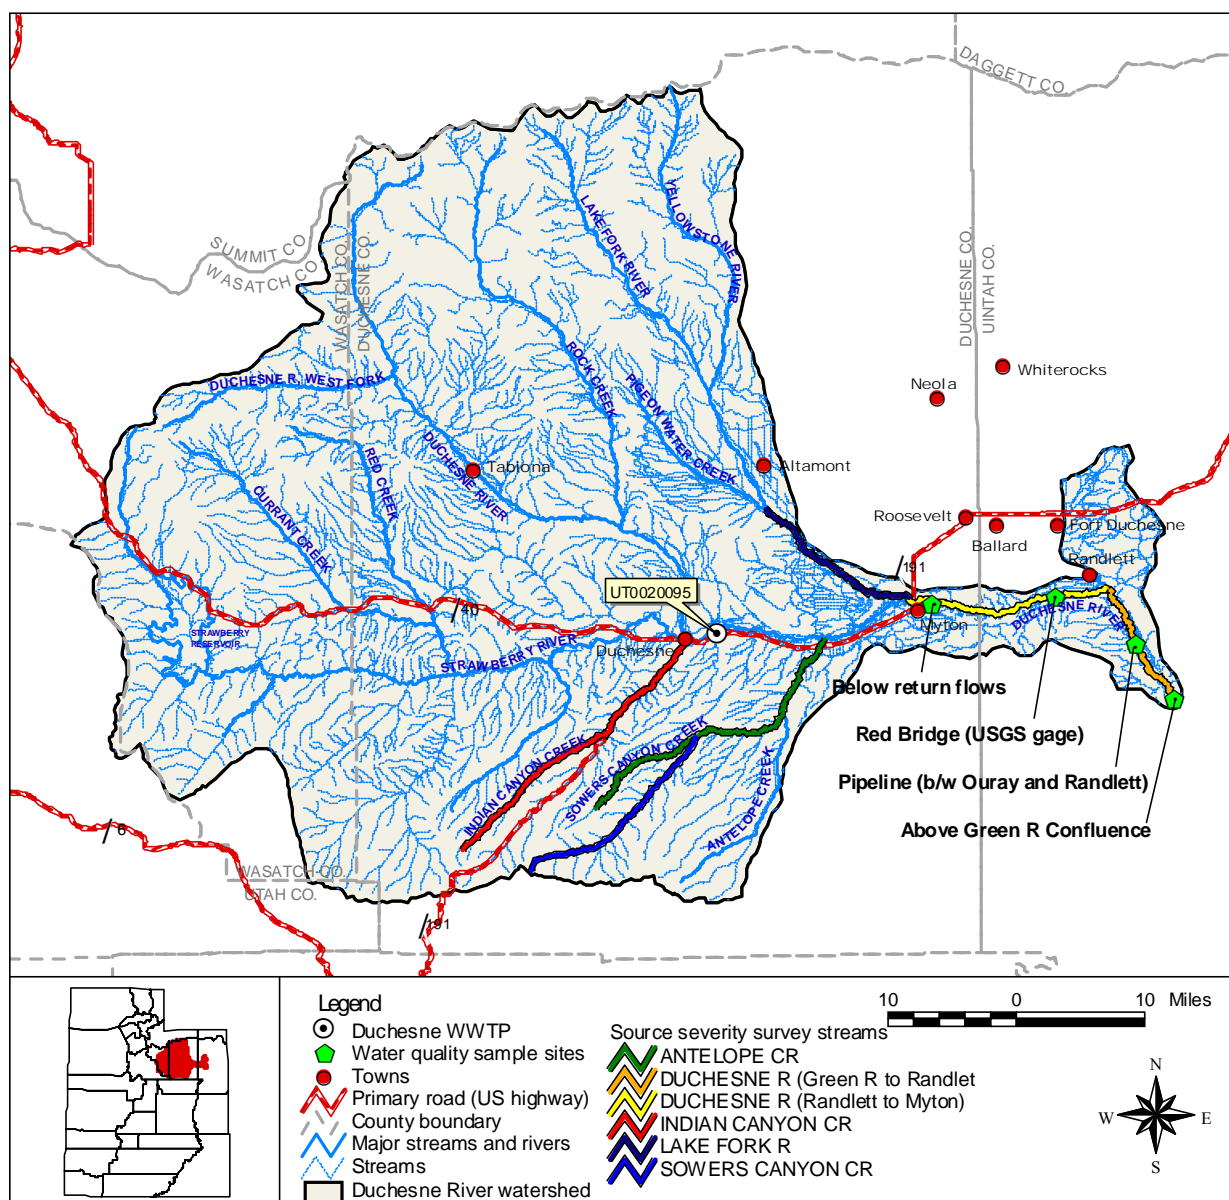 DAGGETT CO.
SUMMIT CO.
WASATCH CO.
WASATCH CO.
DUCHESNE CO.
DUCHESNE CO.
UINTAH CO.
YELLOWSTONE RIVER
LAKE FORK RIVER
ROCK CREEK
PIGEON WATER CREEK
DUCHESNE R, WEST FORK
DUCHESNE RIVER
RED CREEK
CURRANT CREEK
Tabiona
Altamont
Neola
Whiterocks
Roosevelt
Ballard
Fort Duchesne
Randlett
191
UT0020095
40
Myton
DUCHESNE RIVER
STRAWBERRY
RESERVOIR
STRAWBERRY RIVER
Duchesne
Below return flows
Red Bridge (USGS gage)
Pipeline (b/w Ouray and Randlett)
Above Green R Confluence
INDIAN CANYON CREEK
SOWERS CANYON CREEK
ANTELOPE CREEK
6
WASATCH CO.
UTAH CO.
191
Legend
Duchesne WWTP
Water quality sample sites
Towns
Primary road (US highway)
County boundary
Major streams and rivers
Streams
Duchesne River watershed
Source severity survey streams
ANTELOPE CR
DUCHESNE R (Green R to Randlet
DUCHESNE R (Randlett to Myton)
INDIAN CANYON CR
LAKE FORK R
SOWERS CANYON CR
10 0 10 Miles
N
W E
S